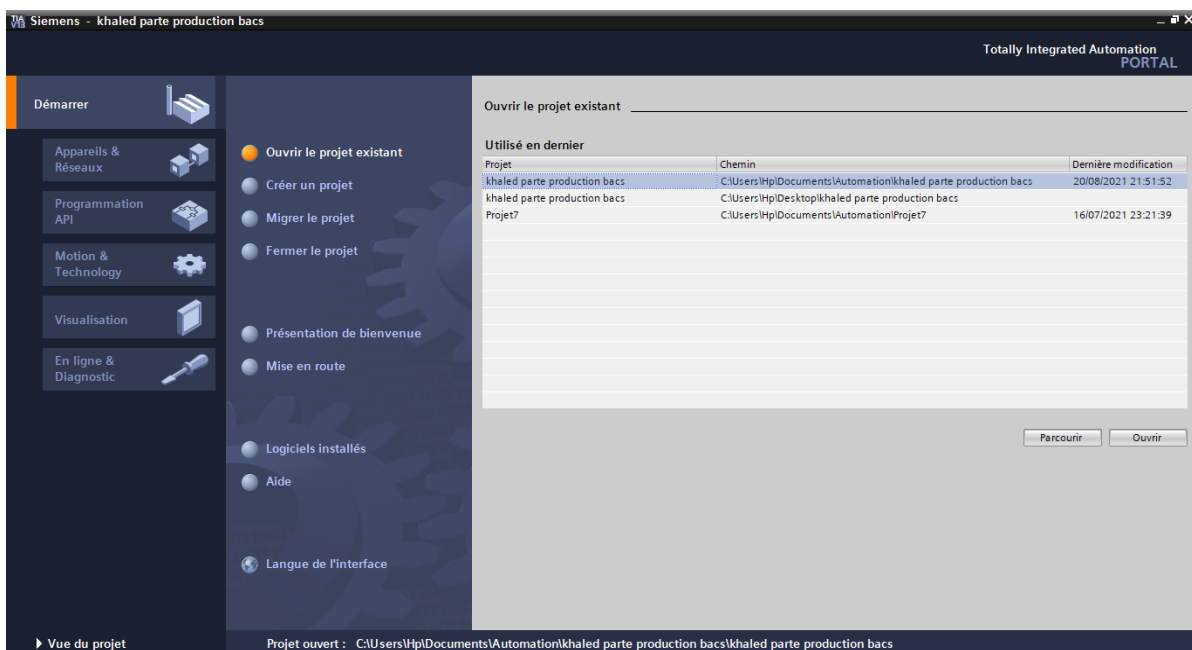 TIA V13 Siemens - khaled parte production bacs
Totally Integrated Automation
PORTAL
Démarrer
Appareils &
Réseaux
Programmation
API
Motion &
Technology
Visualisation
En ligne &
Diagnostic
Vue du projet
Ouvrir le projet existant
Créer un projet
Migrer le projet
Fermer le projet
Présentation de bienvenue
Mise en route
Logiciels installés
Aide
Langue de l'interface
Ouvrir le projet existant
Utilisé en dernier
Projet Chemin Dernière modification
khaled parte production bacs C:\Users\Hp\Documents\Automation\khaled parte production bacs 20/08/2021 21:51:52
khaled parte production bacs C:\Users\Hp\Desktop\khaled parte production bacs
Projet7 C:\Users\Hp\Documents\Automation\Projet7 16/07/2021 23:21:39
Parcourir Ouvrir
Projet ouvert : C:\Users\Hp\Documents\Automation\khaled parte production bacs\khaled parte production bacs